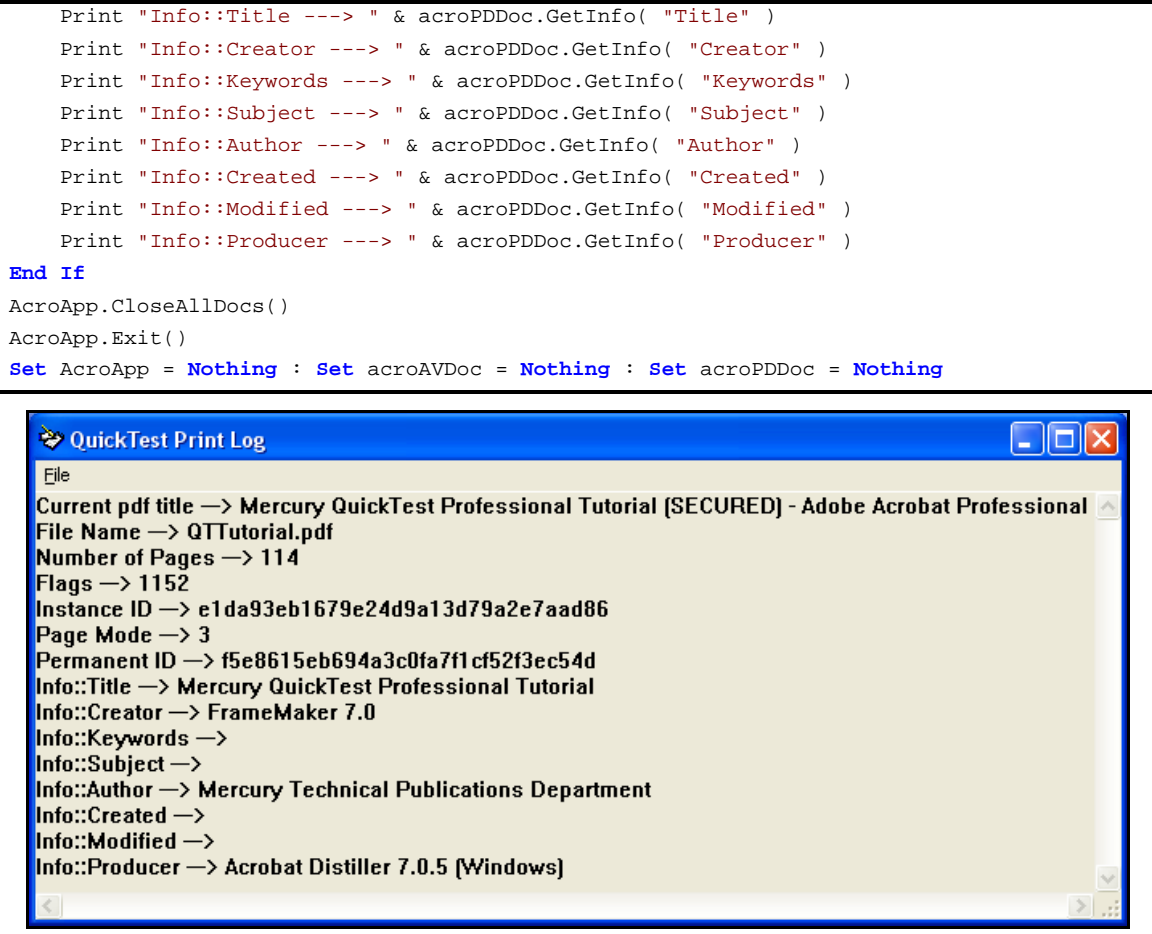 Print "Info::Title ---> " & acroPDDoc.GetInfo( "Title" )
Print "Info::Creator ---> " & acroPDDoc.GetInfo( "Creator" )
Print "Info::Keywords ---> " & acroPDDoc.GetInfo( "Keywords" )
Print "Info::Subject ---> " & acroPDDoc.GetInfo( "Subject" )
Print "Info::Author ---> " & acroPDDoc.GetInfo( "Author" )
Print "Info::Created ---> " & acroPDDoc.GetInfo( "Created" )
Print "Info::Modified ---> " & acroPDDoc.GetInfo( "Modified" )
Print "Info::Producer ---> " & acroPDDoc.GetInfo( "Producer" )
End If
AcroApp.CloseAllDocs()
AcroApp.Exit()
Set AcroApp = Nothing : Set acroAVDoc = Nothing : Set acroPDDoc = Nothing
QuickTest Print Log
File
Current pdf title —> Mercury QuickTest Professional Tutorial (SECURED) - Adobe Acrobat Professional
File Name —> QTTutorial.pdf
Number of Pages —> 114
Flags —> 1152
Instance ID —> e1da93eb1679e24d9a13d79a2e7aad86
Page Mode —> 3
Permanent ID —> f5e8615eb694a3c0fa7f1cf52f3ec54d
Info::Title —> Mercury QuickTest Professional Tutorial
Info::Creator —> FrameMaker 7.0
Info::Keywords —>
Info::Subject —>
Info::Author —> Mercury Technical Publications Department
Info::Created —>
Info::Modified —>
Info::Producer —> Acrobat Distiller 7.0.5 (Windows)